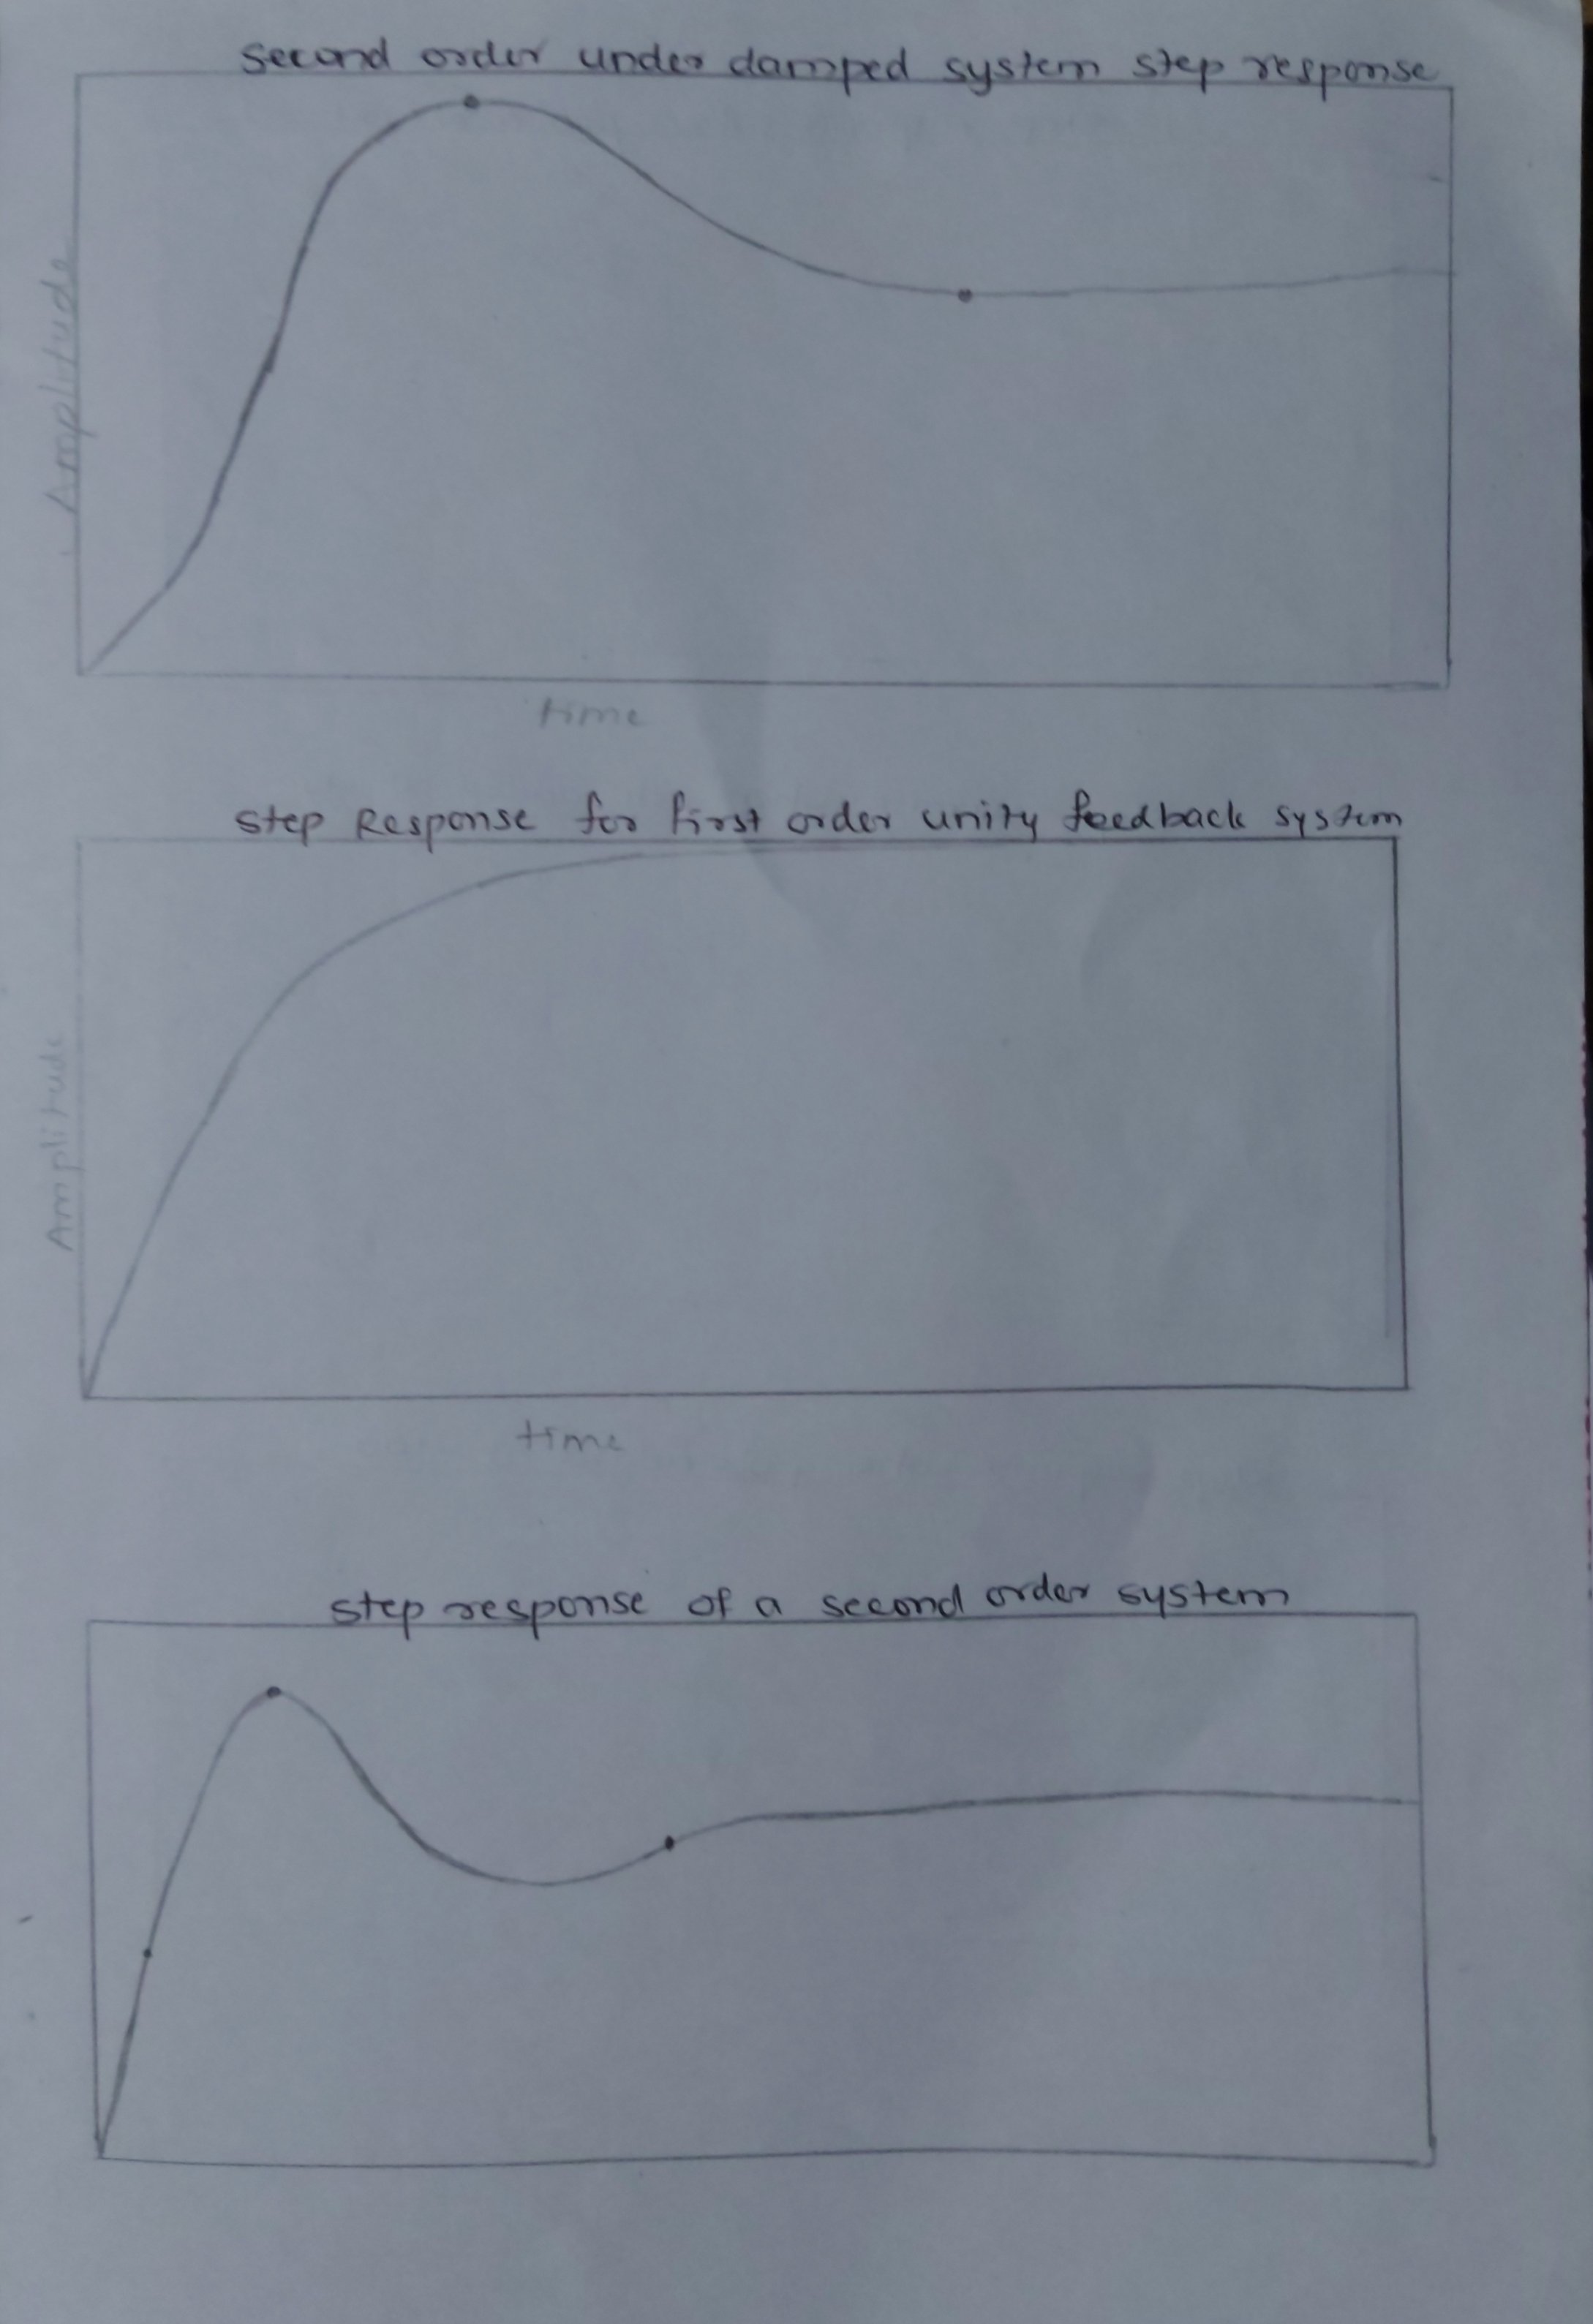 second order under damped system step response
Amplitude
time
step Response for first order unity feedback system
Amplitude
time
step response of a second order system